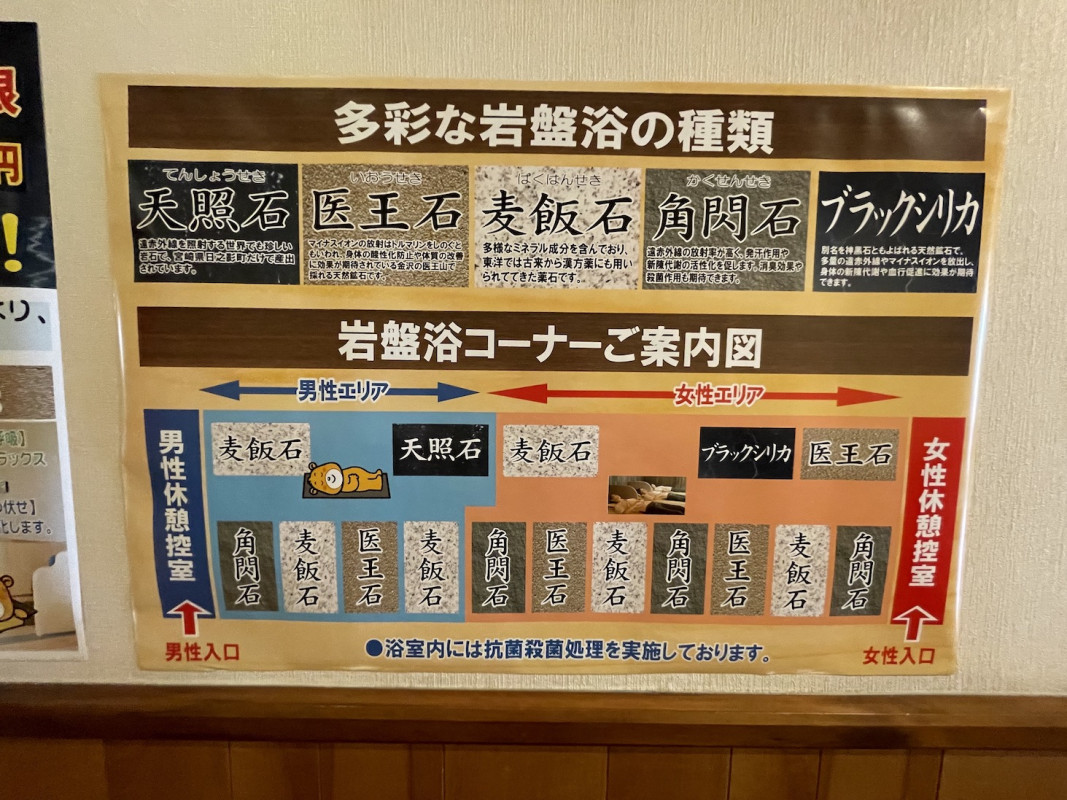 限
円
！
より、
呼吸】
ラックス
の伏せ】
化します。
多彩な岩盤浴の種類
てんしょうせき
天照石
遠赤外線を照射する世界でも珍しい
岩石で、宮崎県日之影町だけで産出
されています。
いおうせき
医王石
マイナスイオンの放射はトルマリンをしのぐと
もいわれ、身体の酸性化防止や体質の改善
に効果が期待されている金沢の医王山で
採れる天然鉱石です。
ばくはんせき
麦飯石
多様なミネラル成分を含んでおり、
東洋では古来から漢方薬にも用い
られててきた薬石です。
かくせんせき
角閃石
遠赤外線の放射率が高く、発汗作用や
新陳代謝の活性化を促します。消臭効果や
殺菌作用も期待できます。
ブラックシリカ
別名を神黒石ともよばれる天然鉱石で、
多量の遠赤外線やマイナスイオンを放出し、
身体の新陳代謝や血行促進に効果が期待
できます。
岩盤浴コーナーご案内図
男性エリア
女性エリア
男性休憩控室
麦飯石
天照石
麦飯石
ブラックシリカ
医王石
女性休憩控室
角閃石
麦飯石
医王石
麦飯石
角閃石
医王石
麦飯石
角閃石
医王石
麦飯石
角閃石
男性入口
●浴室内には抗菌殺菌処理を実施しております。
女性入口